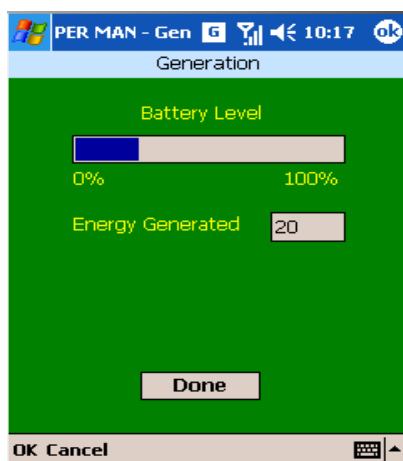 PER MAN - Gen G 10:17 ok
Generation
Battery Level
0% 100%
Energy Generated 20
Done
OK Cancel